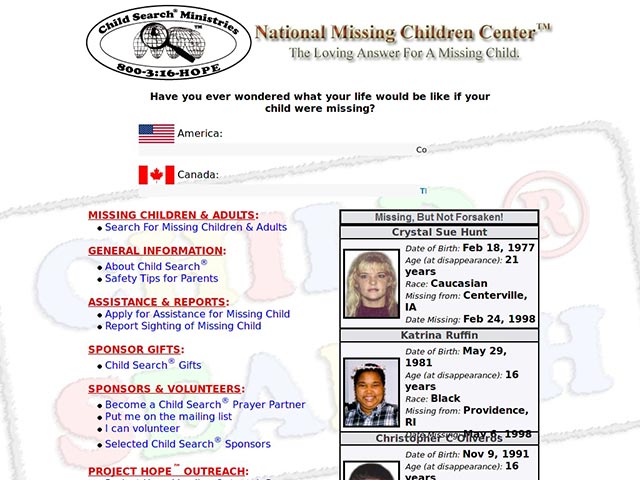 Child Search® Ministries
800-3:16-HOPE
National Missing Children Center™
The Loving Answer For A Missing Child.
Have you ever wondered what your life would be like if your
child were missing?
America:
Co
Canada:
MISSING CHILDREN & ADULTS:
Search For Missing Children & Adults
GENERAL INFORMATION:
About Child Search®
Safety Tips for Parents
ASSISTANCE & REPORTS:
Apply for Assistance for Missing Child
Report Sighting of Missing Child
SPONSOR GIFTS:
Child Search® Gifts
SPONSORS & VOLUNTEERS:
Become a Child Search® Prayer Partner
Put me on the mailing list
I can volunteer
Selected Child Search® Sponsors
PROJECT HOPE™ OUTREACH:
Missing, But Not Forsaken!
Crystal Sue Hunt
Date of Birth: Feb 18, 1977
Age (at disappearance): 21
years
Race: Caucasian
Missing from: Centerville,
IA
Date Missing: Feb 24, 1998
Katrina Ruffin
Date of Birth: May 29,
1981
Age (at disappearance): 16
years
Race: Black
Missing from: Providence,
RI
Date Missing: May 6, 1998
Christopher C Oliveros
Date of Birth: Nov 9, 1991
Age (at disappearance): 16
years
CHILD®
SEARCH